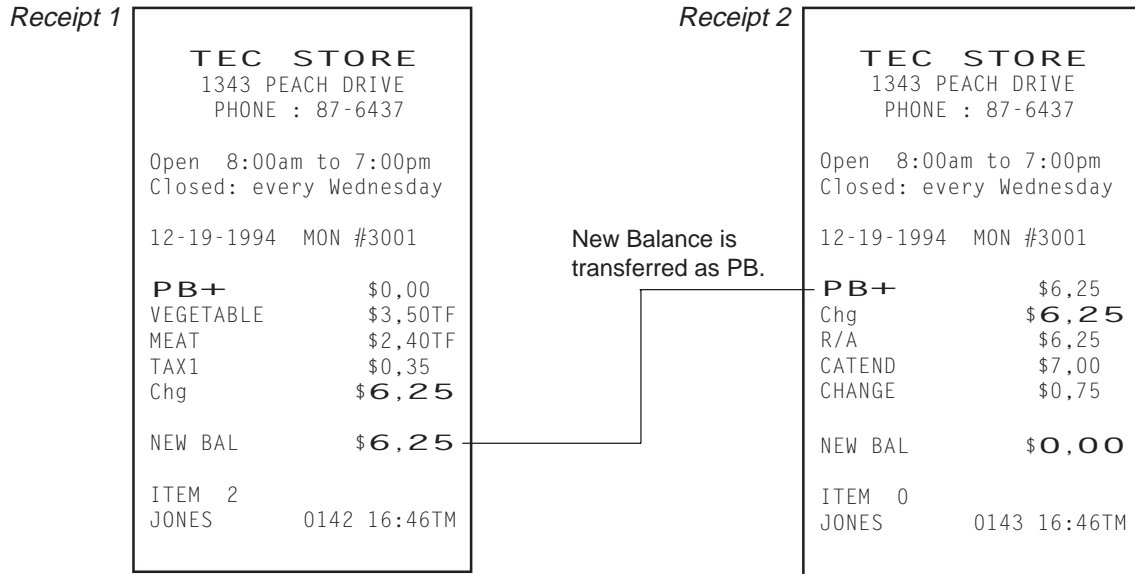 Receipt 1
TEC STORE
1343 PEACH DRIVE
PHONE : 87-6437
Open 8:00am to 7:00pm
Closed: every Wednesday
12-19-1994 MON #3001
PB+ $0,00
VEGETABLE $3,50TF
MEAT $2,40TF
TAX1 $0,35
Chg $6,25
NEW BAL $6,25
ITEM 2
JONES 0142 16:46TM
New Balance is
transferred as PB.
Receipt 2
TEC STORE
1343 PEACH DRIVE
PHONE : 87-6437
Open 8:00am to 7:00pm
Closed: every Wednesday
12-19-1994 MON #3001
PB+ $6,25
Chg $6,25
R/A $6,25
CATEND $7,00
CHANGE $0,75
NEW BAL $0,00
ITEM 0
JONES 0143 16:46TM